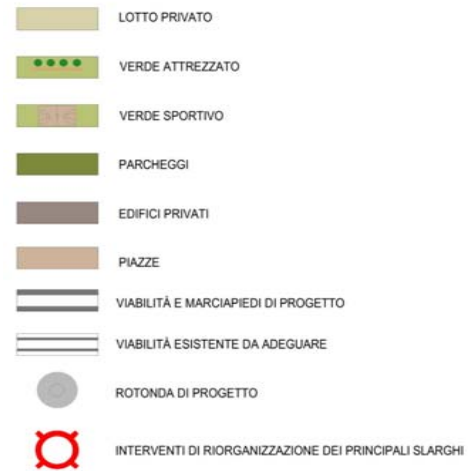 LOTTO PRIVATO
VERDE ATTREZZATO
VERDE SPORTIVO
PARCHEGGI
EDIFICI PRIVATI
PIAZZE
VIABILITÀ E MARCIAPIEDI DI PROGETTO
VIABILITÀ ESISTENTE DA ADEGUARE
ROTONDA DI PROGETTO
INTERVENTI DI RIORGANIZZAZIONE DEI PRINCIPALI SLARGHI